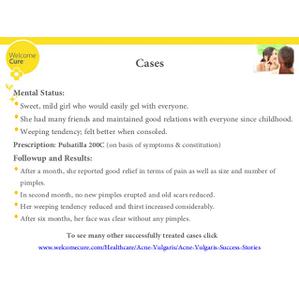 Welcome
Cure
Cases
Mental Status:
Sweet, mild girl who would easily gel with everyone.
She had many friends and maintained good relations with everyone since childhood.
Weeping tendency; felt better when consoled.
Prescription: Pulsatilla 200C (on basis of symptoms & constitution)
Followup and Results:
After a month, she reported good relief in terms of pain as well as size and number of
pimples.
In second month, no new pimples erupted and old scars reduced.
Her weeping tendency reduced and thirst increased considerably.
After six months, her face was clear without any pimples.
To see many other successfully treated cases click
www.welcomecure.com/Healthcare/Acne-Vulgaris/Acne-Vulgaris-Success-Stories